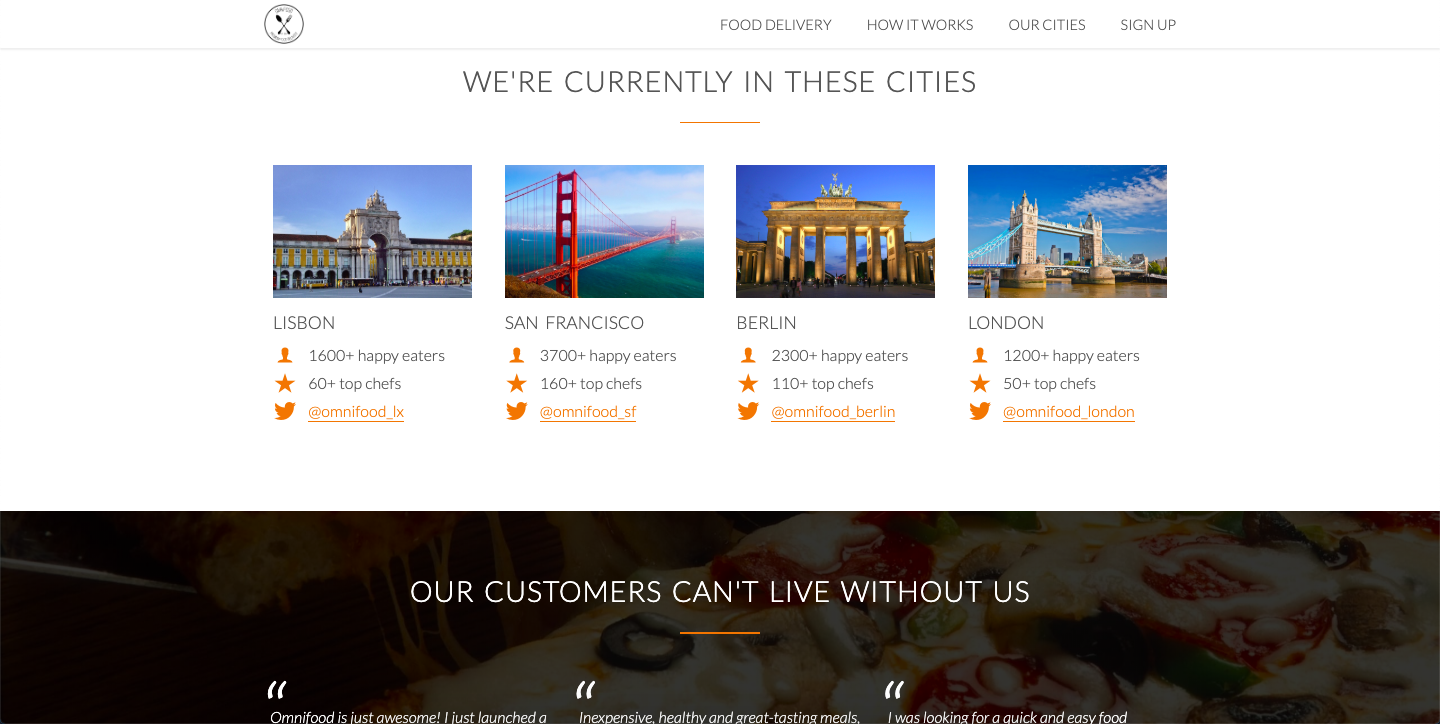 FOOD DELIVERY HOW IT WORKS OUR CITIES SIGN UP
WE'RE CURRENTLY IN THESE CITIES
LISBON
1600+ happy eaters
60+ top chefs
@omnifood_lx
SAN FRANCISCO
3700+ happy eaters
160+ top chefs
@omnifood_sf
BERLIN
2300+ happy eaters
110+ top chefs
@omnifood_berlin
LONDON
1200+ happy eaters
50+ top chefs
@omnifood_london
OUR CUSTOMERS CAN'T LIVE WITHOUT US
“
Omnifood is just awesome! I just launched a
“
Inexpensive, healthy and great-tasting meals,
“
I was looking for a quick and easy food